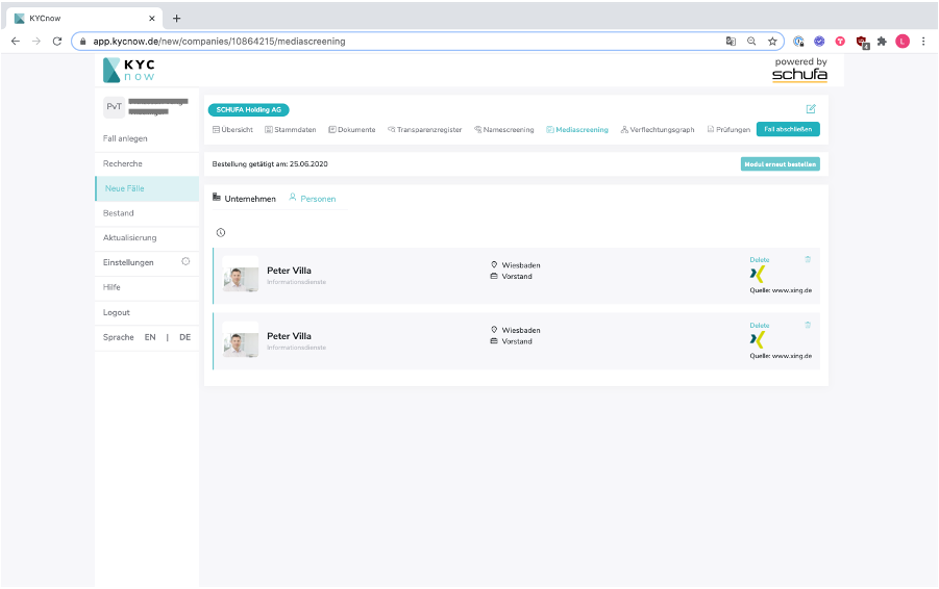 KYCnow
app.kycnow.de/new/companies/10864215/mediascreening
KYC
now
powered by
schufa
PvT
Fall anlegen
Recherche
Neue Fälle
Bestand
Aktualisierung
Einstellungen
Hilfe
Logout
Sprache EN | DE
SCHUFA Holding AG
Übersicht Stammdaten Dokumente Transparenzregister Namescreening Mediascreening Verflechtungsgraph Prüfungen Fall abschließen
Bestellung getätigt am: 25.06.2020 Modul erneut bestellen
Unternehmen Personen
Peter Villa
Informationsdienste
Wiesbaden
Vorstand
Delete
Quelle: www.xing.de
Peter Villa
Informationsdienste
Wiesbaden
Vorstand
Delete
Quelle: www.xing.de